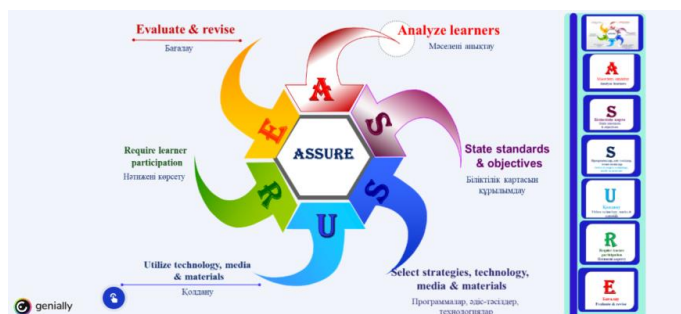 Evaluate & revise
Бағалау
Analyze learners
Мәселені анықтау
A
S
S
U
R
E
ASSURE
State standards
& objectives
Біліктілік картасын
құрылымдау
Select strategies, technology,
media & materials
Программалар, әдіс-тәсілдер,
технологиялар
Utilize technology, media
& materials
Қолдану
Require learner
participation
Нәтижені көрсету
genially
A
S
S
U
R
E